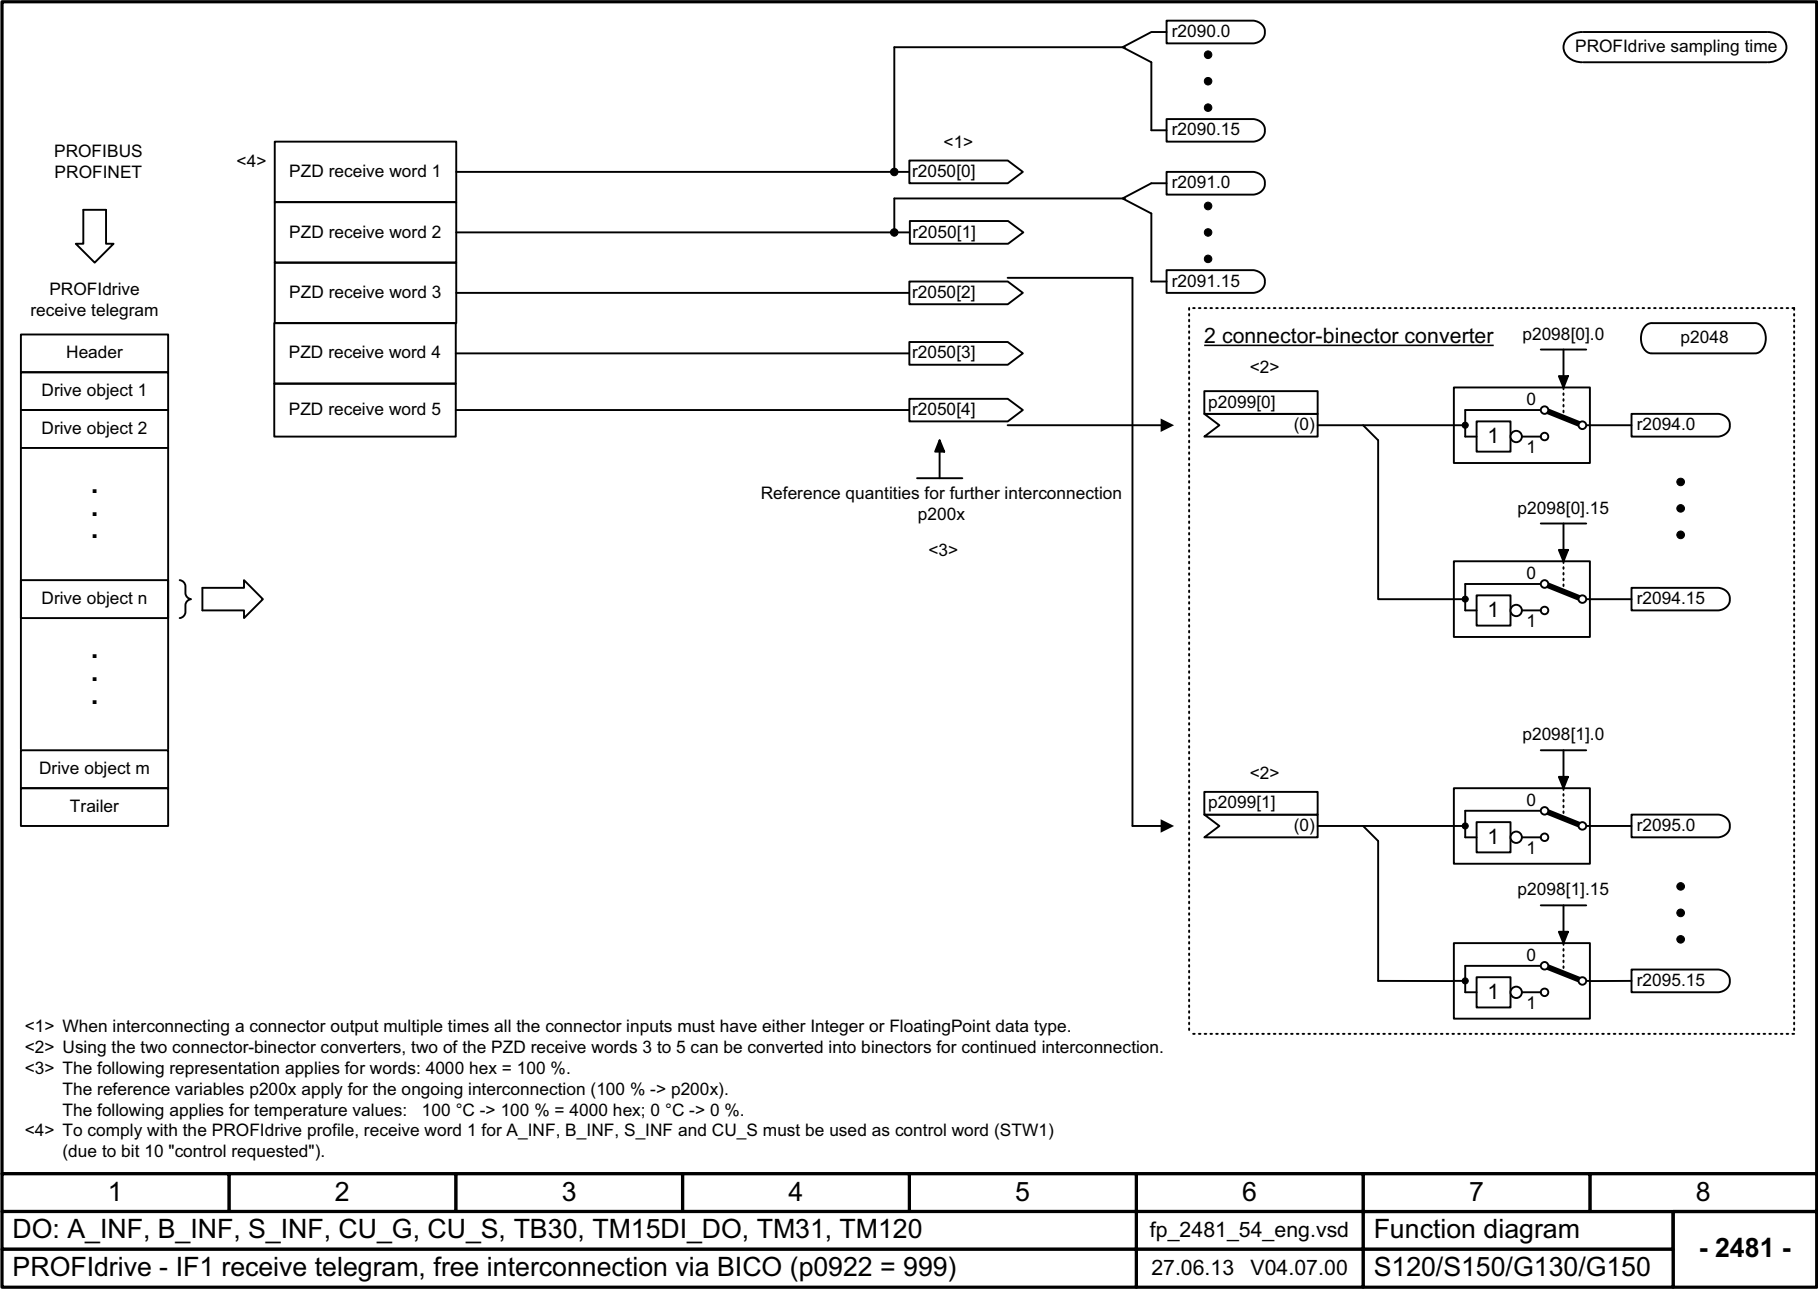 r2090.0
PROFIdrive sampling time
r2090.15
PROFIBUS
PROFINET
<4>
<1>
PZD receive word 1
r2050[0]
r2091.0
PZD receive word 2
r2050[1]
r2091.15
PZD receive word 3
r2050[2]
PZD receive word 4
r2050[3]
PZD receive word 5
r2050[4]
PROFIdrive
receive telegram
Header
Drive object 1
Drive object 2
.
.
.
Drive object n
.
.
.
Drive object m
Trailer
Reference quantities for further interconnection
p200x
<3>
2 connector-binector converter
p2098[0].0
p2048
<2>
p2099[0]
(0)
0
1
1
r2094.0
p2098[0].15
0
1
1
r2094.15
p2098[1].0
<2>
p2099[1]
(0)
0
1
1
r2095.0
p2098[1].15
0
1
1
r2095.15
<1> When interconnecting a connector output multiple times all the connector inputs must have either Integer or FloatingPoint data type.
<2> Using the two connector-binector converters, two of the PZD receive words 3 to 5 can be converted into binectors for continued interconnection.
<3> The following representation applies for words: 4000 hex = 100 %.
The reference variables p200x apply for the ongoing interconnection (100 % -> p200x).
The following applies for temperature values: 100 °C -> 100 % = 4000 hex; 0 °C -> 0 %.
<4> To comply with the PROFIdrive profile, receive word 1 for A_INF, B_INF, S_INF and CU_S must be used as control word (STW1)
(due to bit 10 "control requested").
1 2 3 4 5 6 7 8
DO: A_INF, B_INF, S_INF, CU_G, CU_S, TB30, TM15DI_DO, TM31, TM120
fp_2481_54_eng.vsd
Function diagram
- 2481 -
PROFIdrive - IF1 receive telegram, free interconnection via BICO (p0922 = 999)
27.06.13 V04.07.00
S120/S150/G130/G150